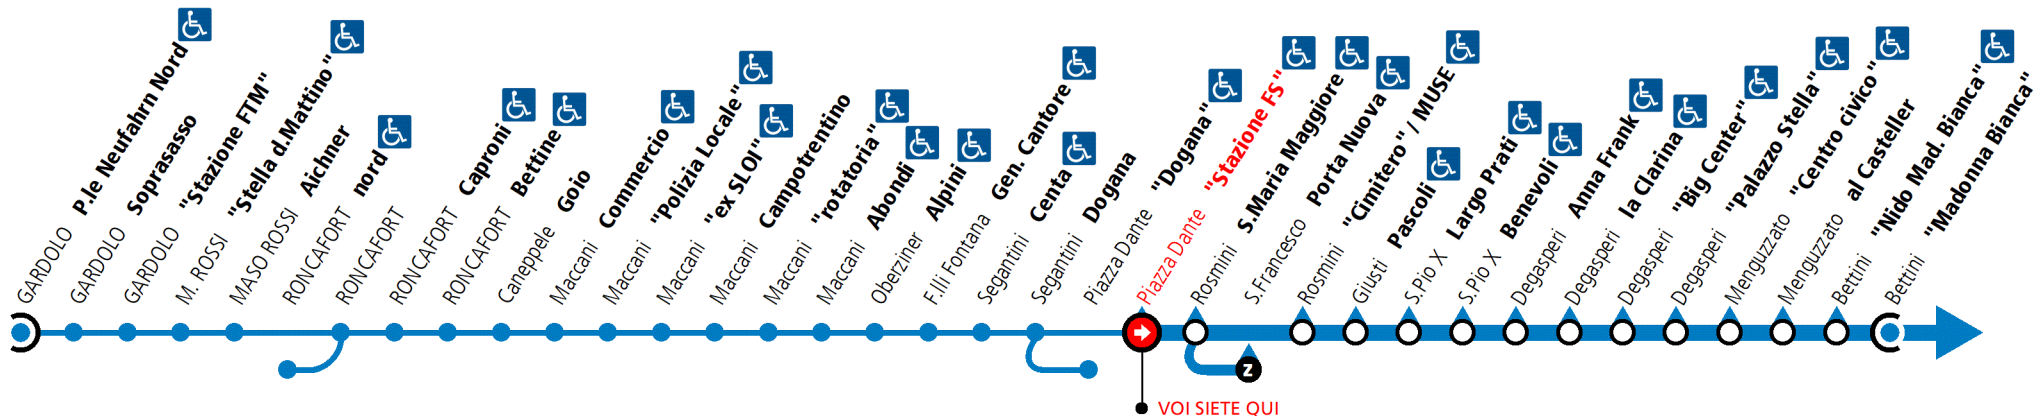 GARDOLO P.le Neufahrn Nord
GARDOLO Soprasasso
GARDOLO "Stazione FTM"
M. ROSSI "Stella d.Mattino"
MASO ROSSI Aichner
RONCAFORT nord
RONCAFORT
RONCAFORT Caproni
RONCAFORT Bettine
Caneppele Goio
Maccani Commercio
Maccani "Polizia Locale"
Maccani "ex SLOI"
Maccani Campotrentino
Maccani "rotatoria"
Maccani Abondi
Oberziner Alpini
F.lli Fontana Gen. Cantore
Segantini Centa
Segantini Dogana
Piazza Dante "Dogana"
Piazza Dante "Stazione FS"
Rosmini S.Maria Maggiore
S.Francesco Porta Nuova
Rosmini "Cimitero" / MUSE
Giusti Pascoli
S.Pio X Largo Prati
S.Pio X Benevoli
Degasperi Anna Frank
Degasperi la Clarina
Degasperi "Big Center"
Degasperi "Palazzo Stella"
Menguzzato "Centro civico"
Menguzzato al Casteller
Bettini "Nido Mad. Bianca"
Bettini "Madonna Bianca"
Z
VOI SIETE QUI